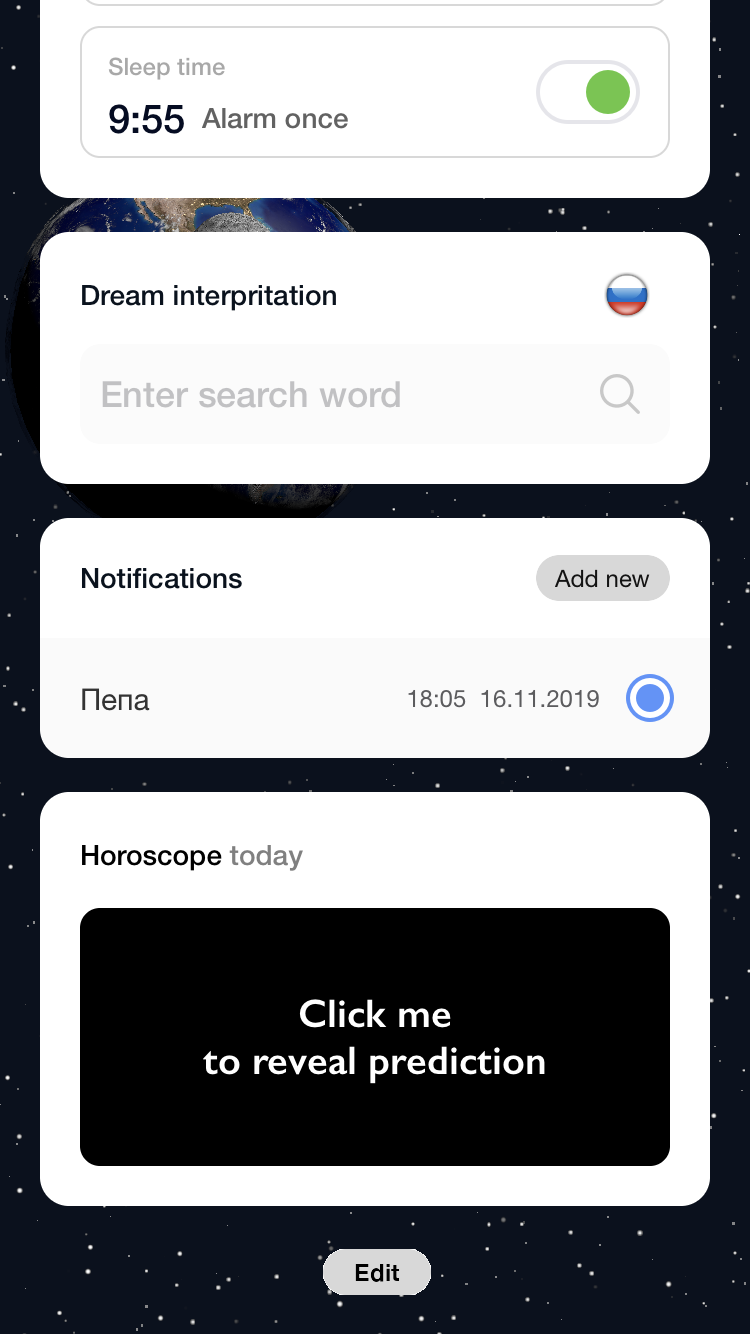 Sleep time
9:55 Alarm once
Dream interpritation
Enter search word
Notifications Add new
Пепа 18:05 16.11.2019
Horoscope today
Click me
to reveal prediction
Edit